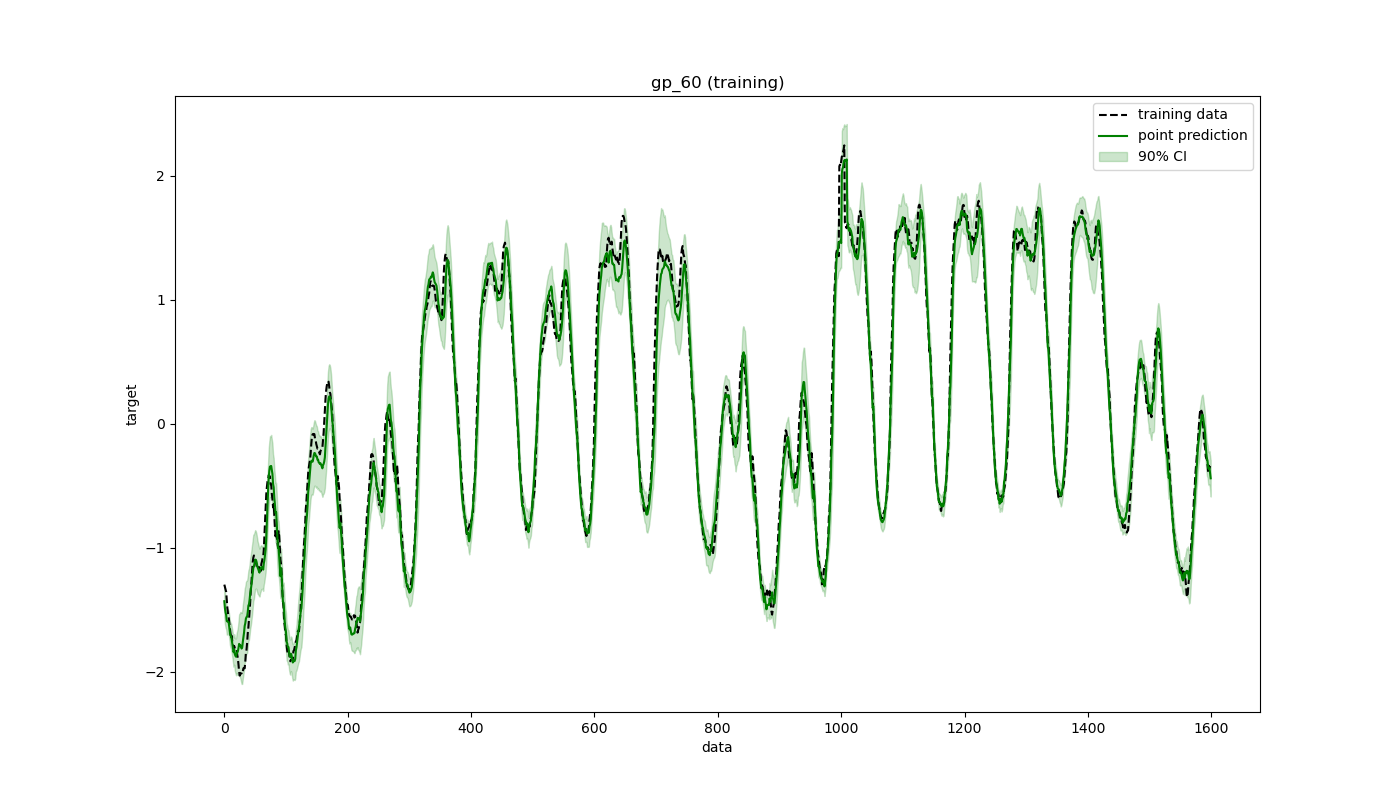 gp_60 (training)
training data
point prediction
90% CI
target
2
1
0
−1
−2
0 200 400 600 800 1000 1200 1400 1600
data